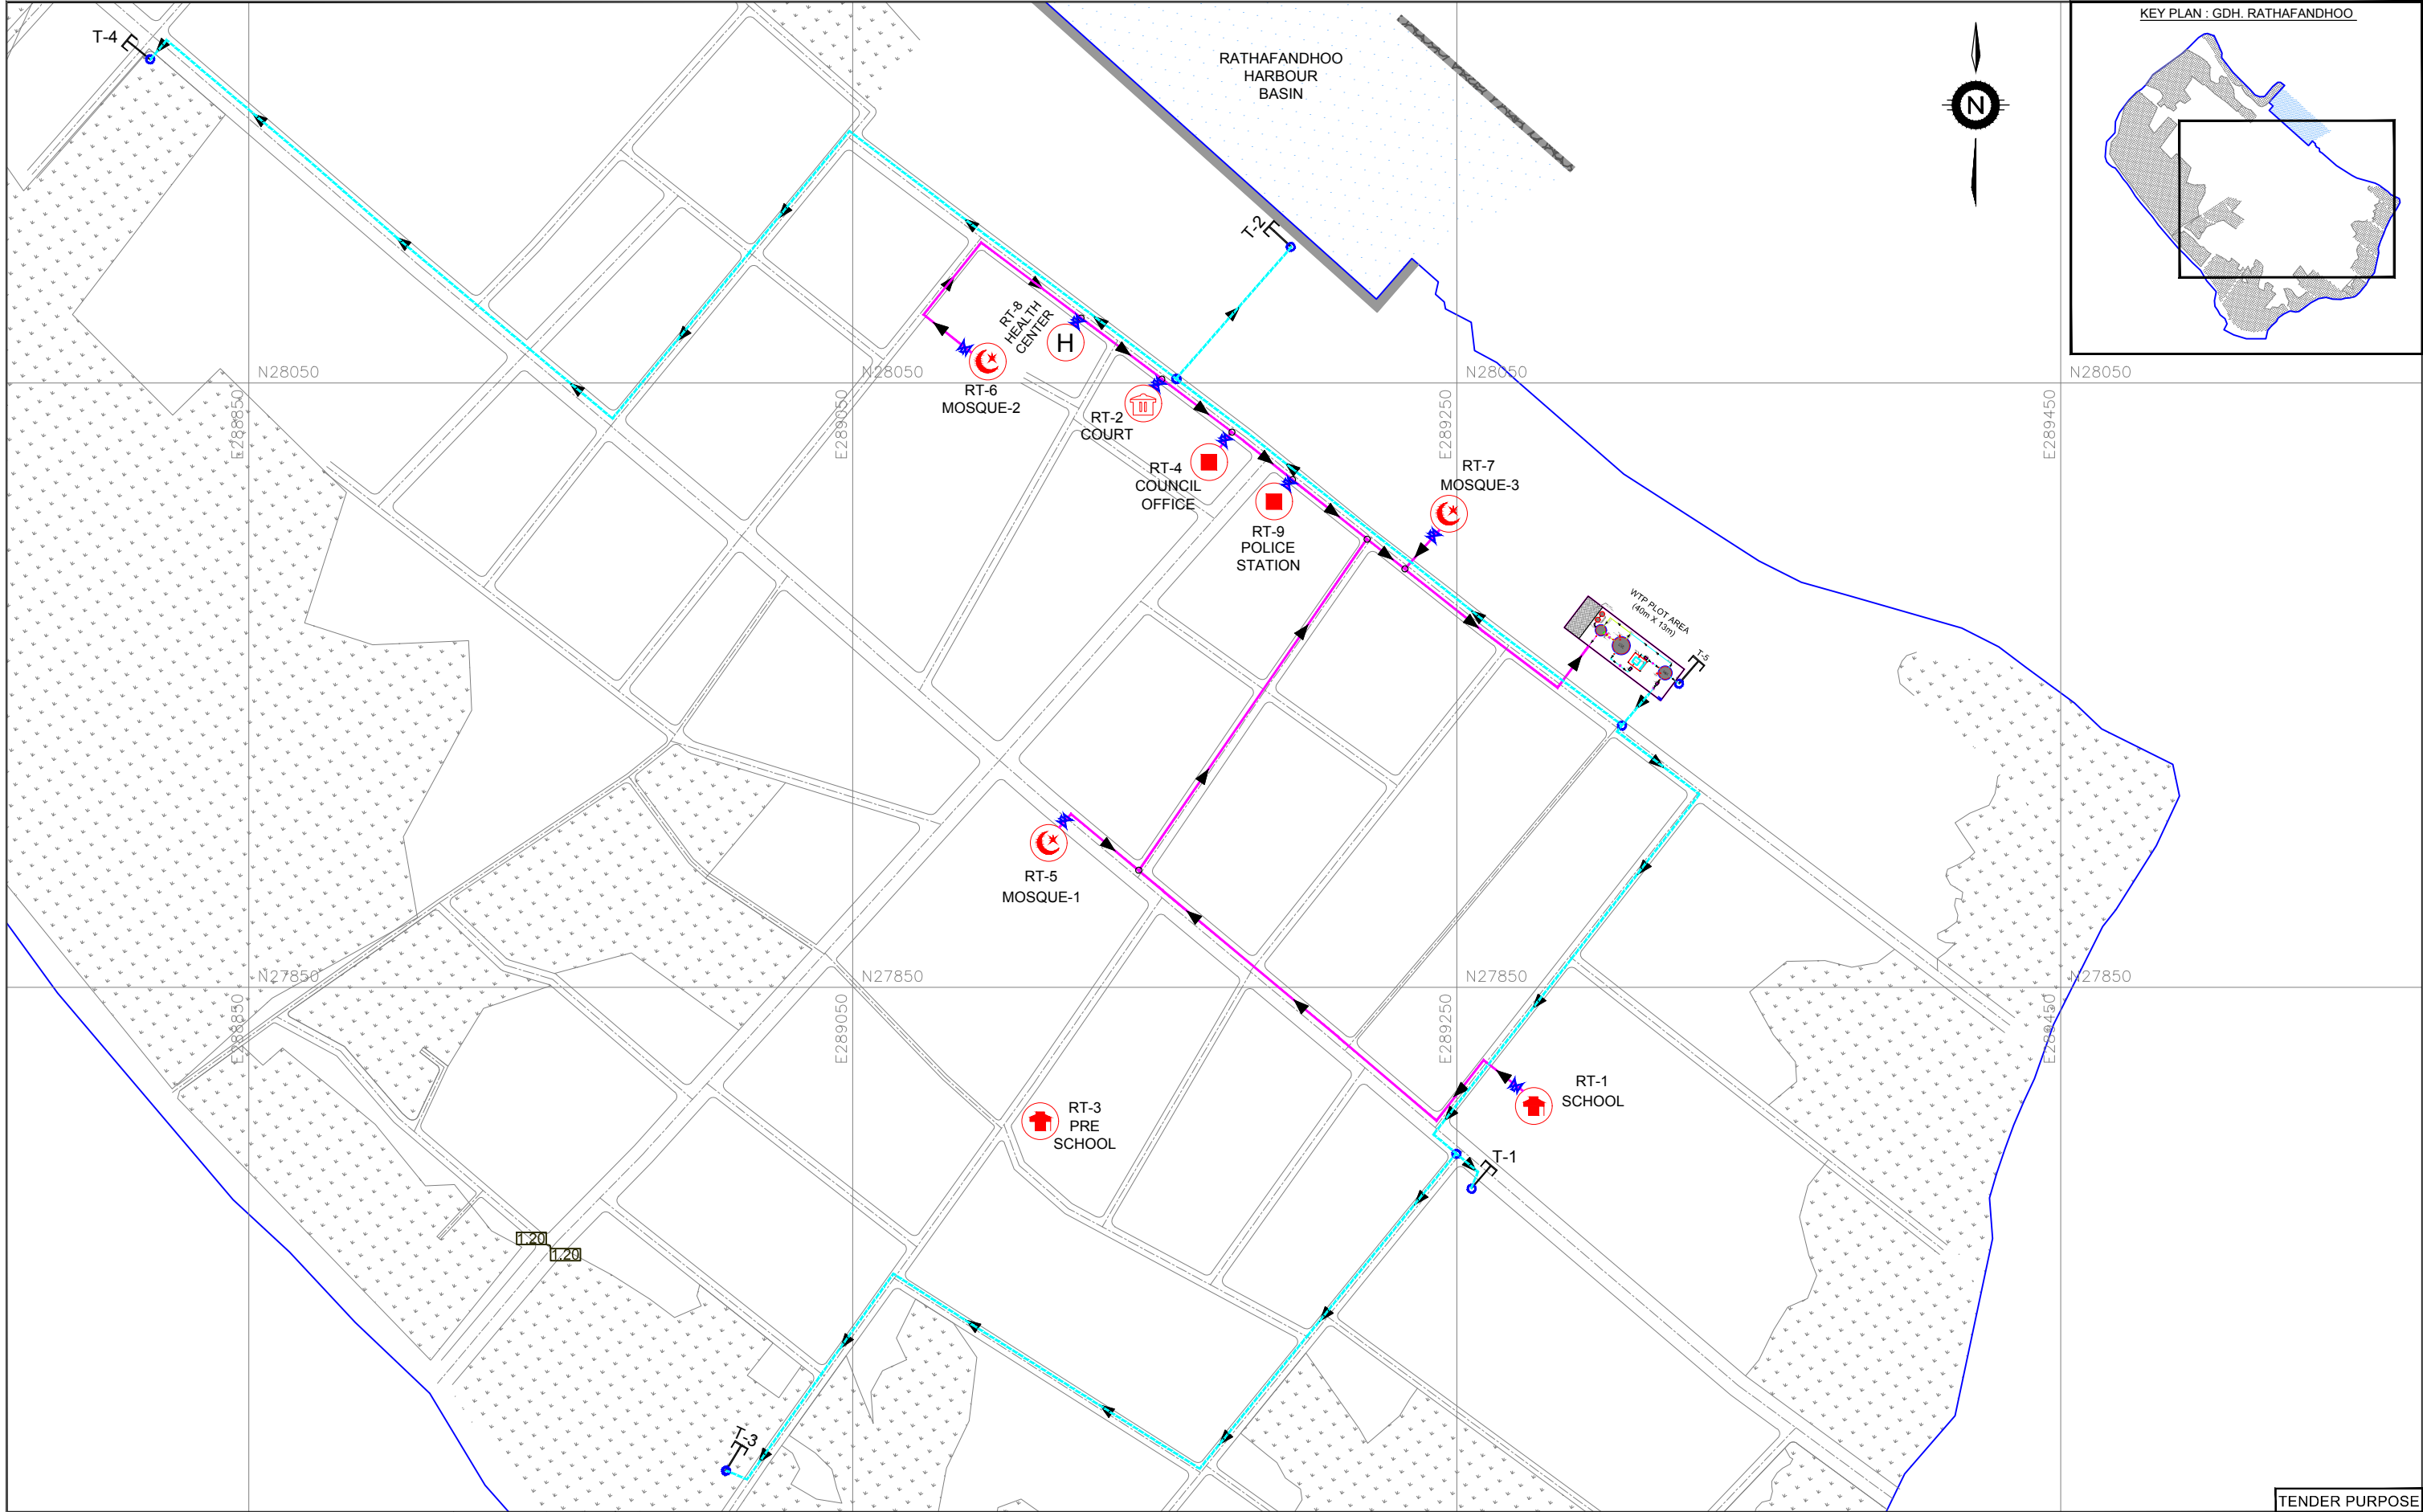 KEY PLAN : GDH. RATHAFANDHOO
T-4
RATHAFANDHOO
HARBOUR
BASIN
N
T-2
RT-8
HEALTH
CENTER
H
N28050
N28050
N28050
N28050
E288850
E289050
E289250
E289450
RT-6
MOSQUE-2
RT-2
COURT
RT-4
COUNCIL
OFFICE
RT-7
MOSQUE-3
RT-9
POLICE
STATION
WTP PLOT AREA
(40m X 13m)
T-5
RT-5
MOSQUE-1
N27850
N27850
N27850
N27850
E288850
E289050
E289250
E289450
RT-1
SCHOOL
RT-3
PRE
SCHOOL
T-1
1.20
1.20
T-3
TENDER PURPOSE